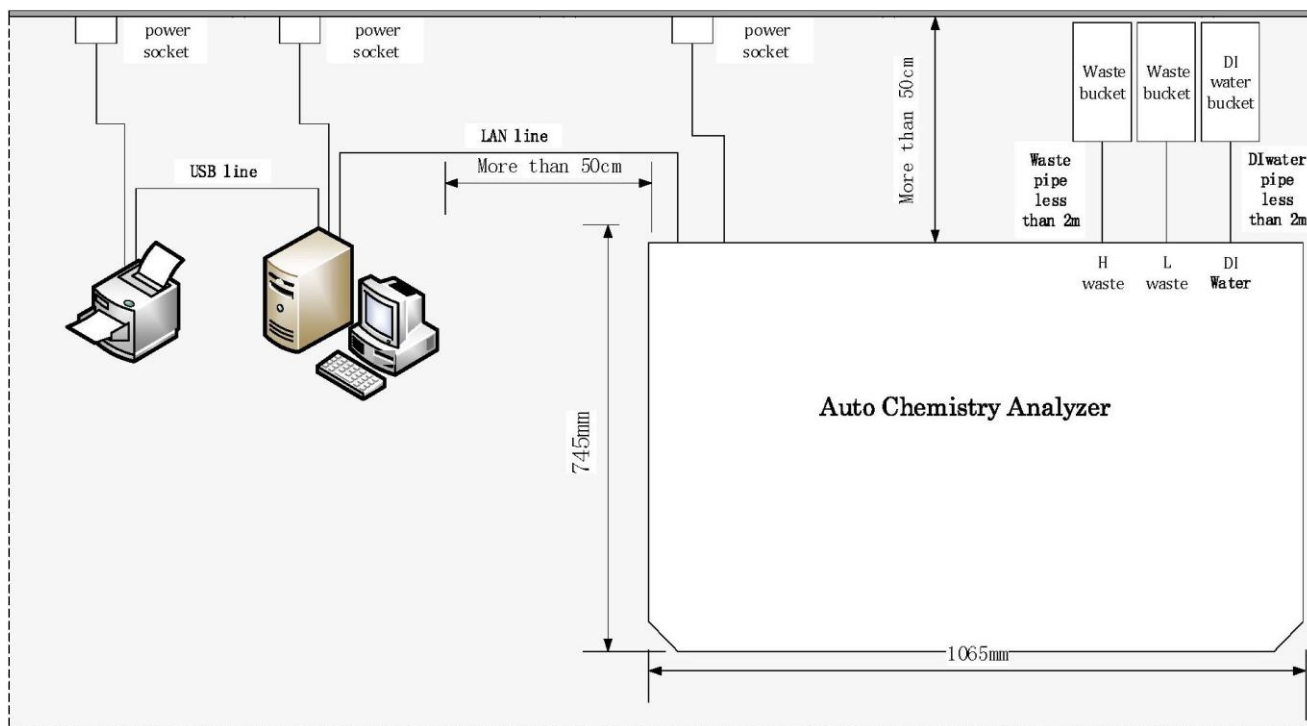 power
socket
power
socket
power
socket
More than 50cm
Waste
bucket
Waste
bucket
DI
water
bucket
LAN line
More than 50cm
USB line
Waste
pipe
less
than 2m
DIwater
pipe
less
than 2m
H
waste
L
waste
DI
Water
745mm
Auto Chemistry Analyzer
1065mm